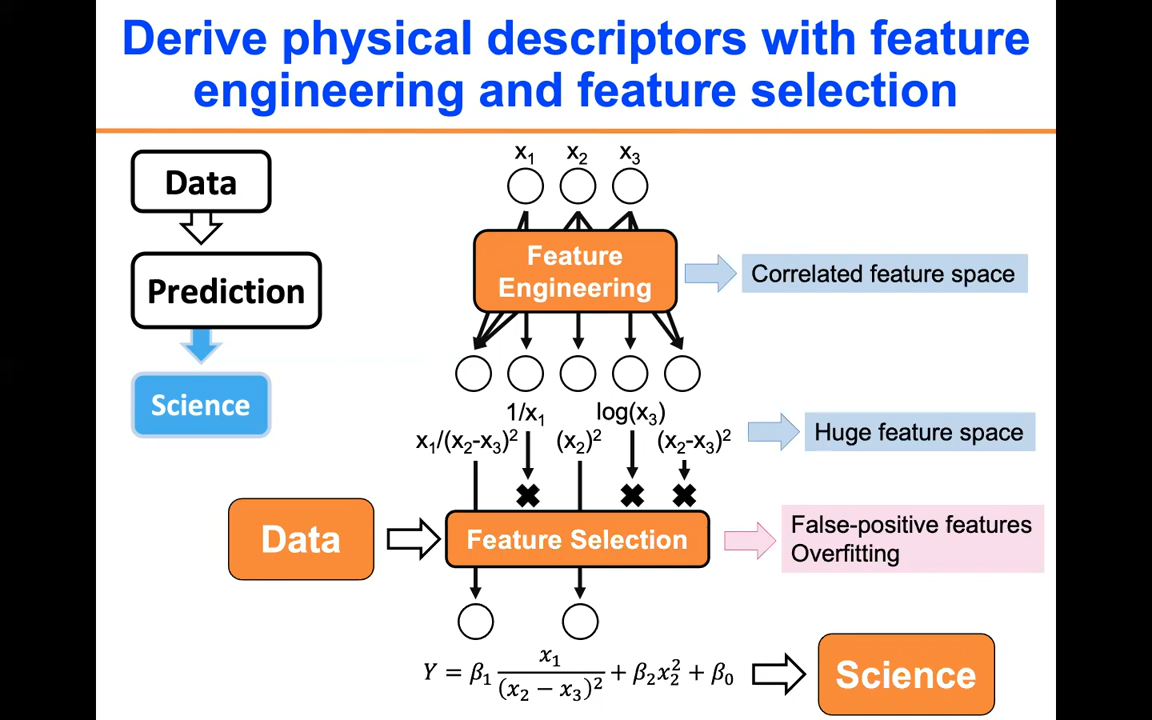 Derive physical descriptors with feature
engineering and feature selection
Data
Prediction
Science
x₁ x₂ x₃
Feature
Engineering
Correlated feature space
1/x₁ log(x₃)
x₁/(x₂-x₃)² (x₂)² (x₂-x₃)²
Huge feature space
Data
Feature Selection
False-positive features
Overfitting
Y = β₁ x₁/(x₂ − x₃)² + β₂x₂² + β₀
Science